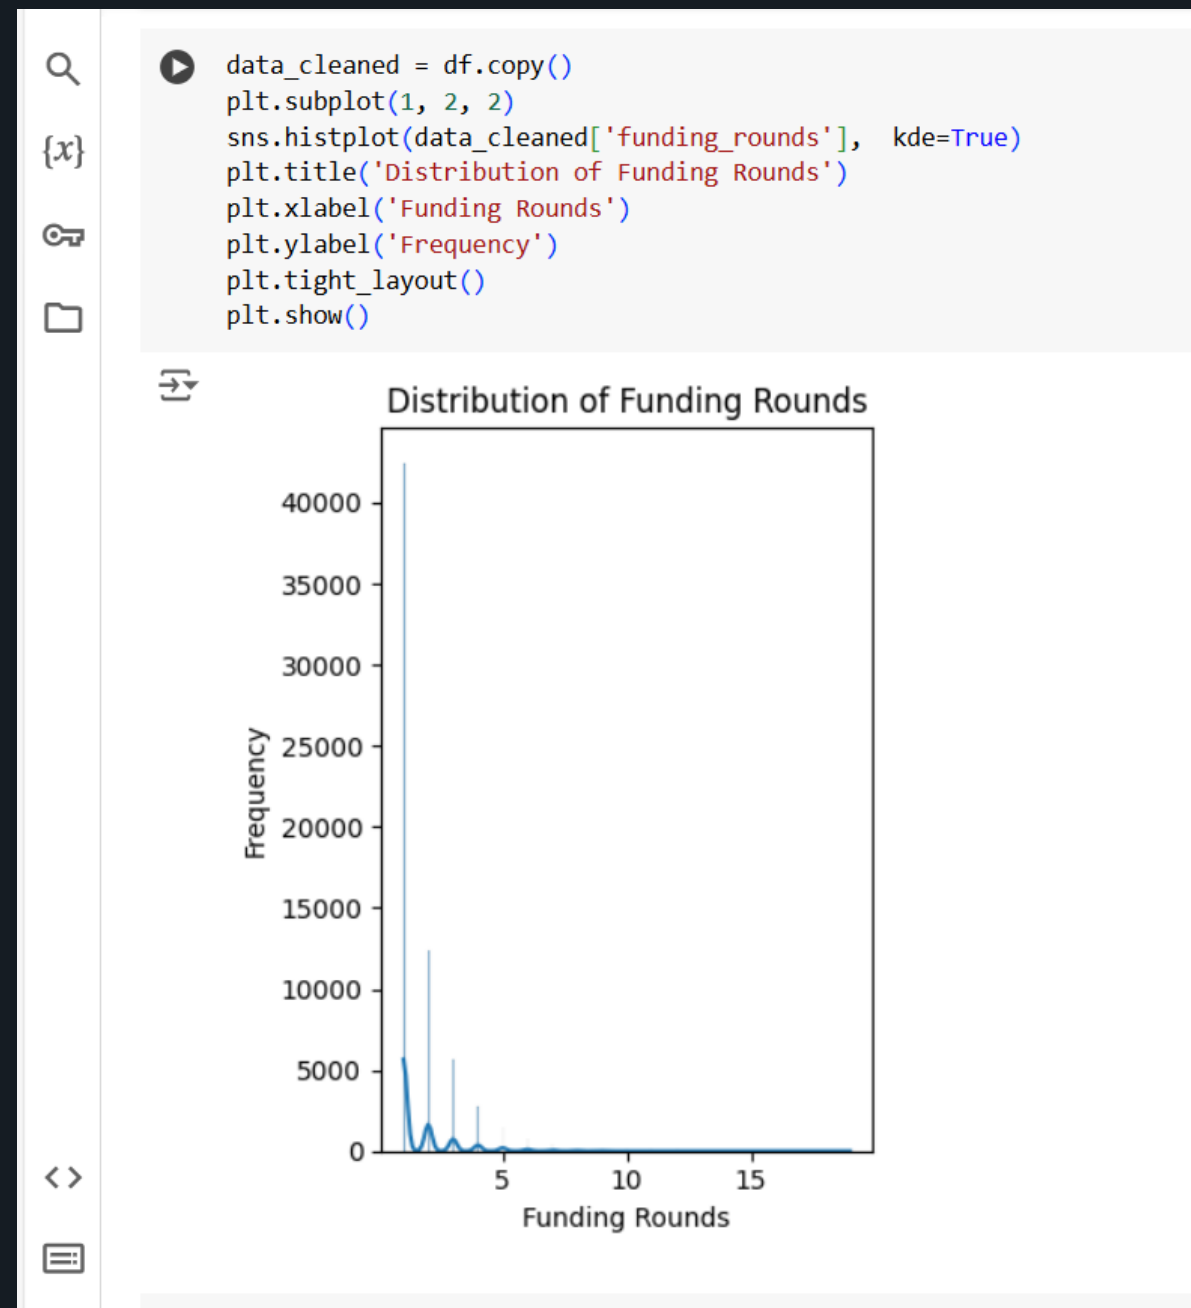 data_cleaned = df.copy()
plt.subplot(1, 2, 2)
sns.histplot(data_cleaned['funding_rounds'],  kde=True)
plt.title('Distribution of Funding Rounds')
plt.xlabel('Funding Rounds')
plt.ylabel('Frequency')
plt.tight_layout()
plt.show()
{x}
Distribution of Funding Rounds
40000
35000
30000
25000
20000
15000
10000
5000
0
Frequency
5 10 15
Funding Rounds